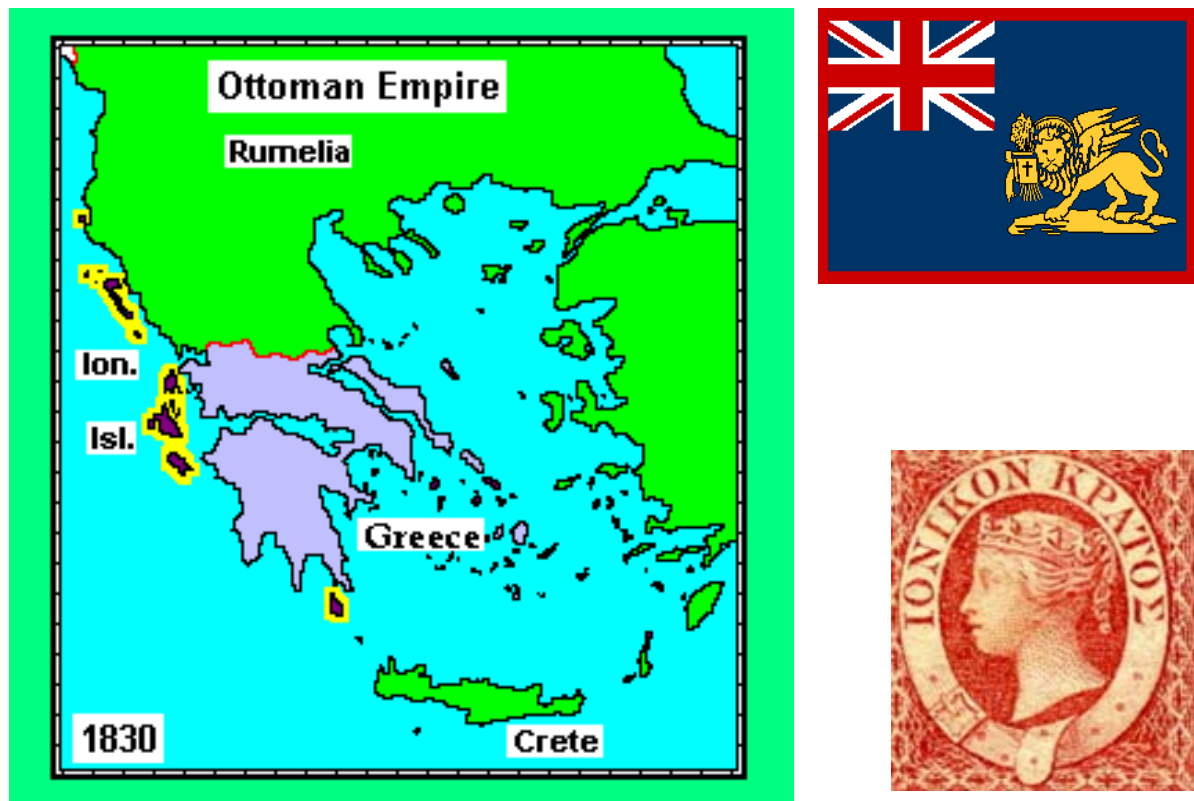 Ottoman Empire
Rumelia
Ion.
Isl.
Greece
1830
Crete
ΙΟΝΙΚΟΝ ΚΡΑΤΟΣ